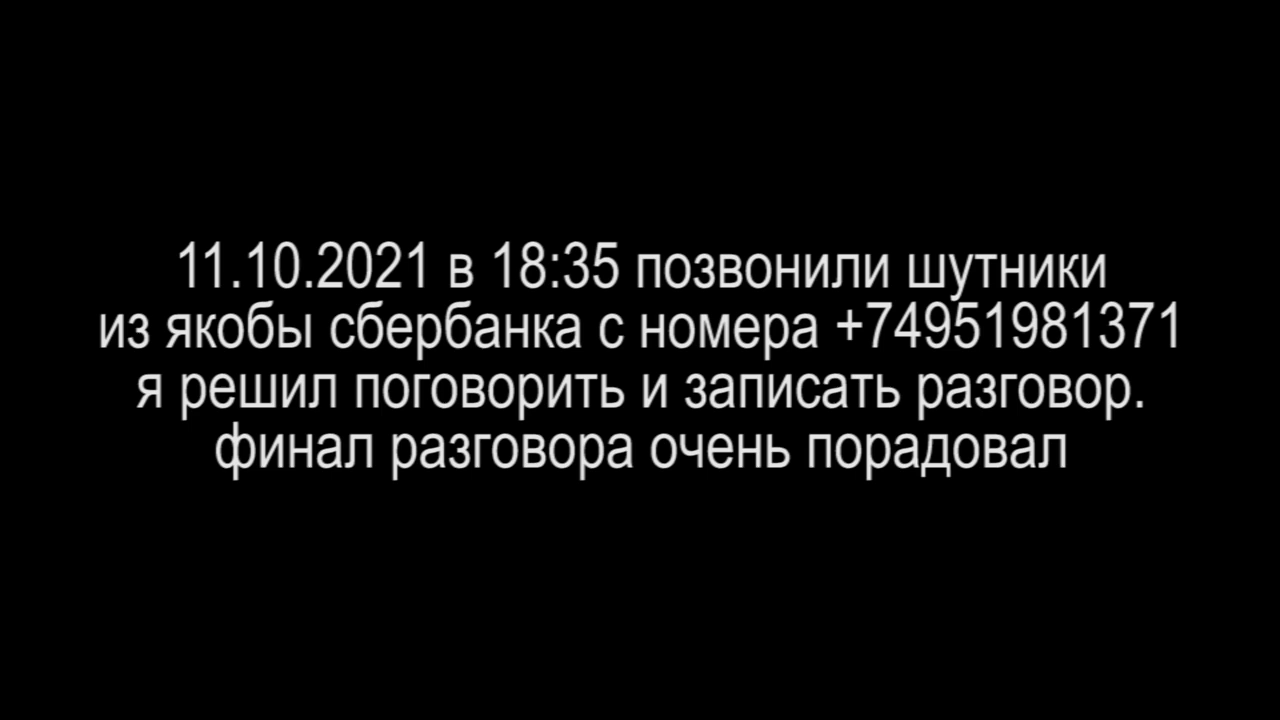 11.10.2021 в 18:35 позвонили шутники
из якобы сбербанка с номера +74951981371
я решил поговорить и записать разговор.
финал разговора очень порадовал